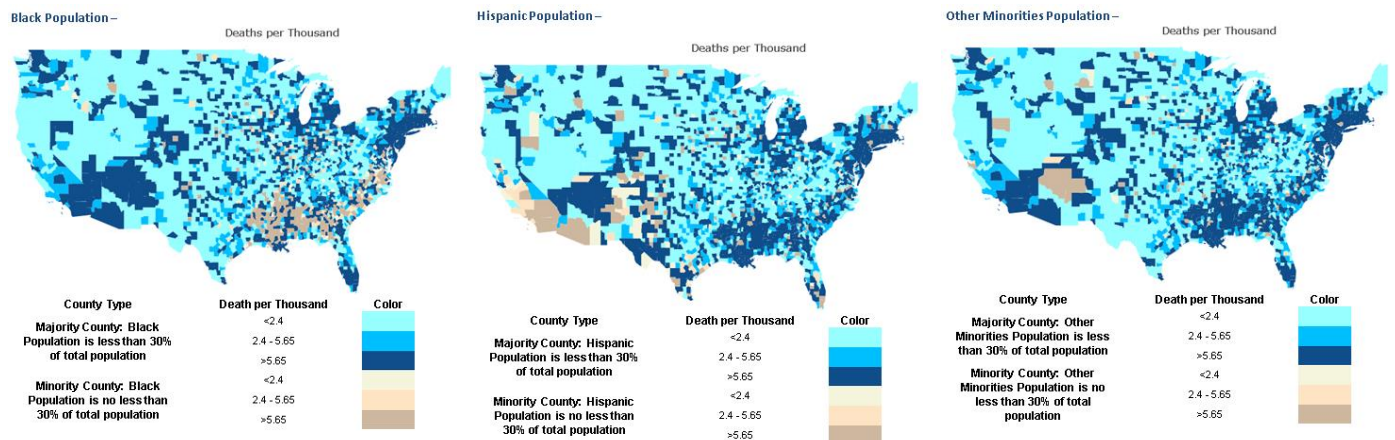 Black Population –
Deaths per Thousand
County Type
Death per Thousand
Color
Majority County: Black
Population is less than 30%
of total population
<2.4
2.4 - 5.65
>5.65
Minority County: Black
Population is no less than
30% of total population
<2.4
2.4 - 5.65
>5.65
Hispanic Population –
Deaths per Thousand
County Type
Death per Thousand
Color
Majority County: Hispanic
Population is less than 30%
of total population
<2.4
2.4 - 5.65
>5.65
Minority County: Hispanic
Population is no less than
30% of total population
<2.4
2.4 - 5.65
>5.65
Other Minorities Population –
Deaths per Thousand
County Type
Death per Thousand
Color
Majority County: Other
Minorities Population is less
than 30% of total population
<2.4
2.4 - 5.65
>5.65
Minority County: Other
Minorities Population is no
less than 30% of total
population
<2.4
2.4 - 5.65
>5.65